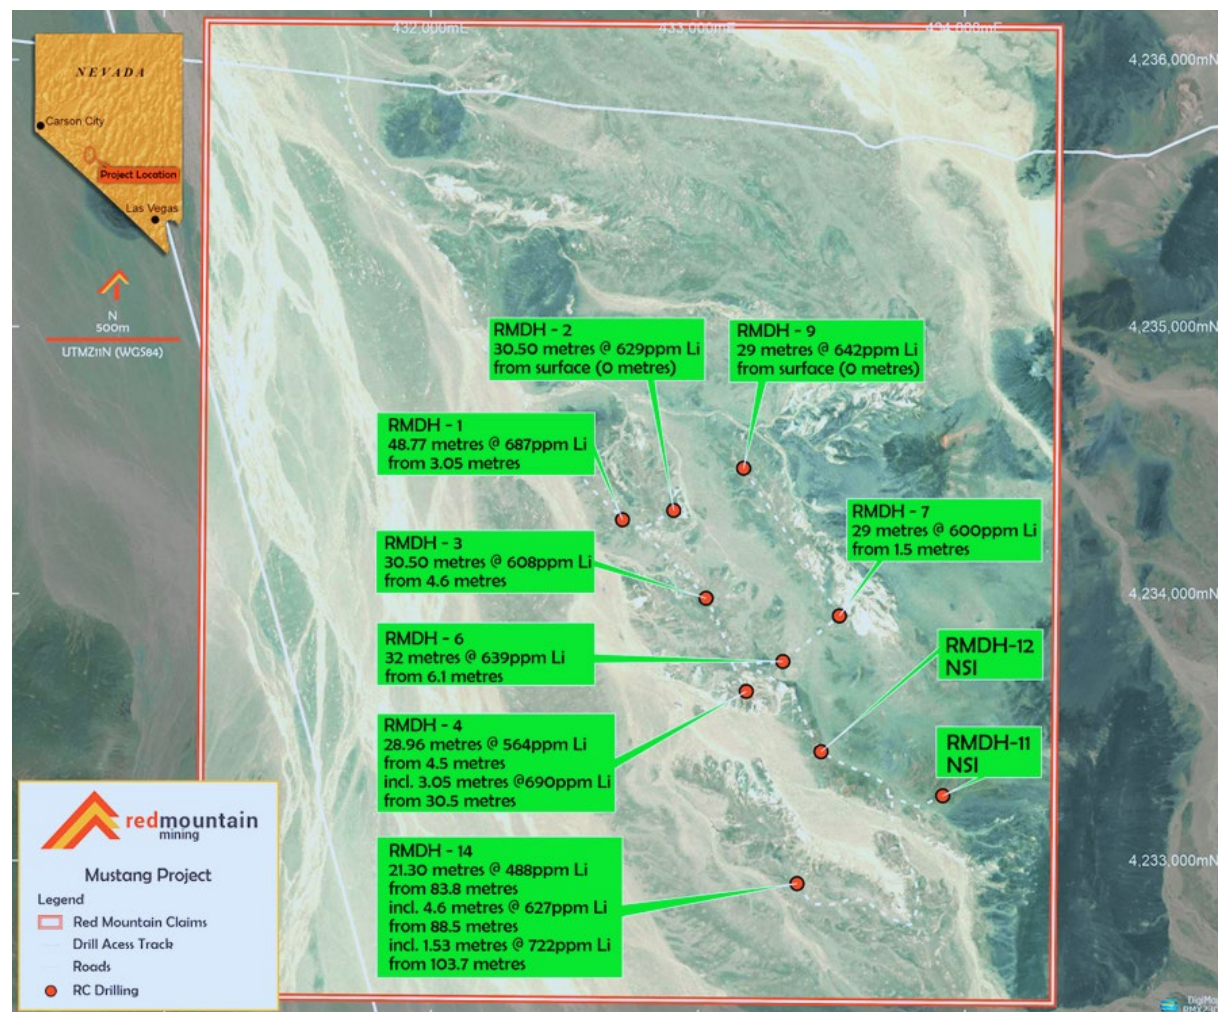 432,000mE
433,000mE
434,000mE
4,236,000mN
NEVADA
Carson City
Project Location
Las Vegas
N
500m
UTMZ11N (WGS84)
4,235,000mN
RMDH - 2
30.50 metres @ 629ppm Li
from surface (0 metres)
RMDH - 9
29 metres @ 642ppm Li
from surface (0 metres)
RMDH - 1
48.77 metres @ 687ppm Li
from 3.05 metres
RMDH - 7
29 metres @ 600ppm Li
from 1.5 metres
RMDH - 3
30.50 metres @ 608ppm Li
from 4.6 metres
4,234,000mN
RMDH - 6
32 metres @ 639ppm Li
from 6.1 metres
RMDH-12
NSI
RMDH - 4
28.96 metres @ 564ppm Li
from 4.5 metres
incl. 3.05 metres @690ppm Li
from 30.5 metres
RMDH-11
NSI
RMDH - 14
21.30 metres @ 488ppm Li
from 83.8 metres
incl. 4.6 metres @ 627ppm Li
from 88.5 metres
incl. 1.53 metres @ 722ppm Li
from 103.7 metres
4,233,000mN
redmountain
mining
Mustang Project
Legend
Red Mountain Claims
Drill Acess Track
Roads
RC Drilling